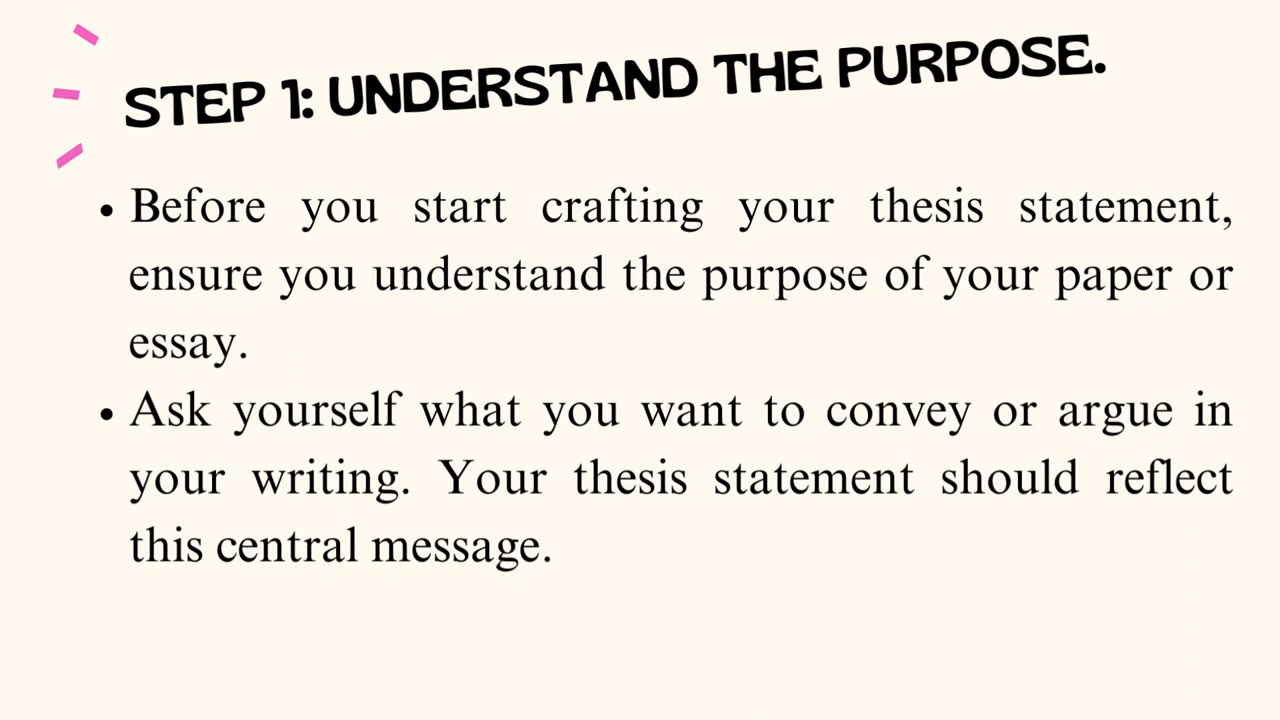 STEP 1: UNDERSTAND THE PURPOSE.
• Before you start crafting your thesis statement,
ensure you understand the purpose of your paper or
essay.
• Ask yourself what you want to convey or argue in
your writing. Your thesis statement should reflect
this central message.